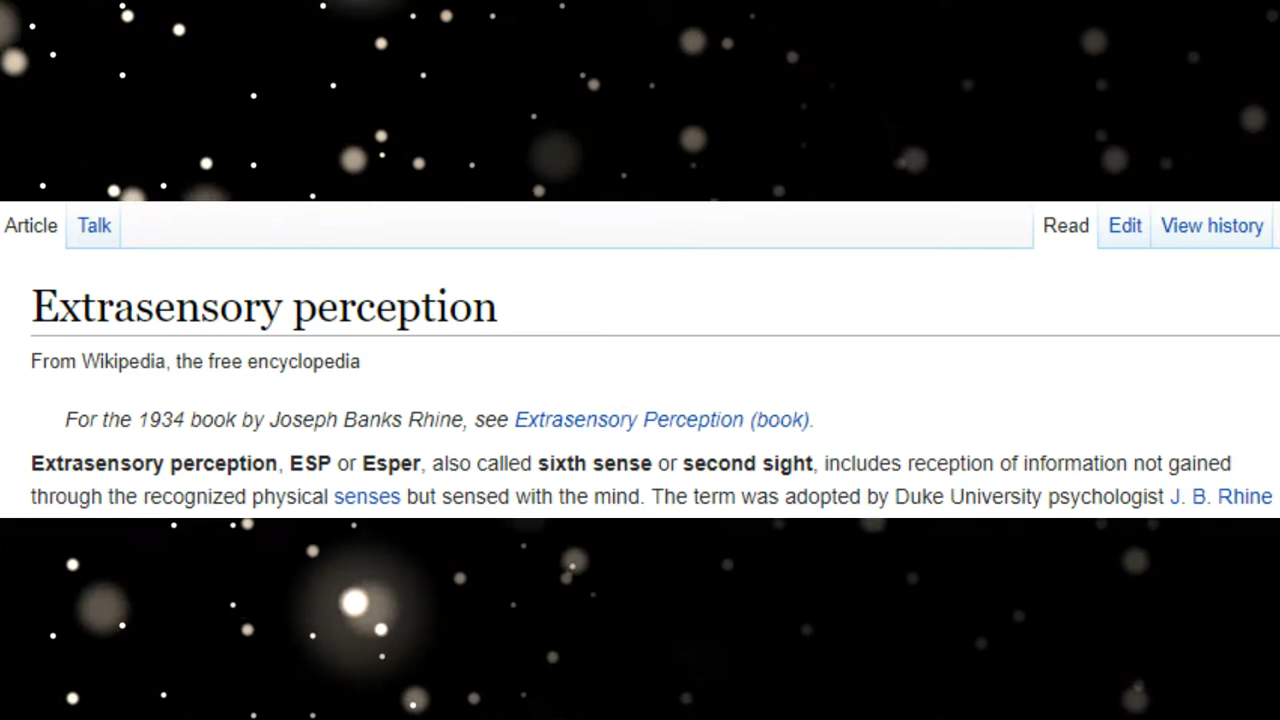 Article Talk Read Edit View history
Extrasensory perception
From Wikipedia, the free encyclopedia
For the 1934 book by Joseph Banks Rhine, see Extrasensory Perception (book).
Extrasensory perception, ESP or Esper, also called sixth sense or second sight, includes reception of information not gained
through the recognized physical senses but sensed with the mind. The term was adopted by Duke University psychologist J. B. Rhine